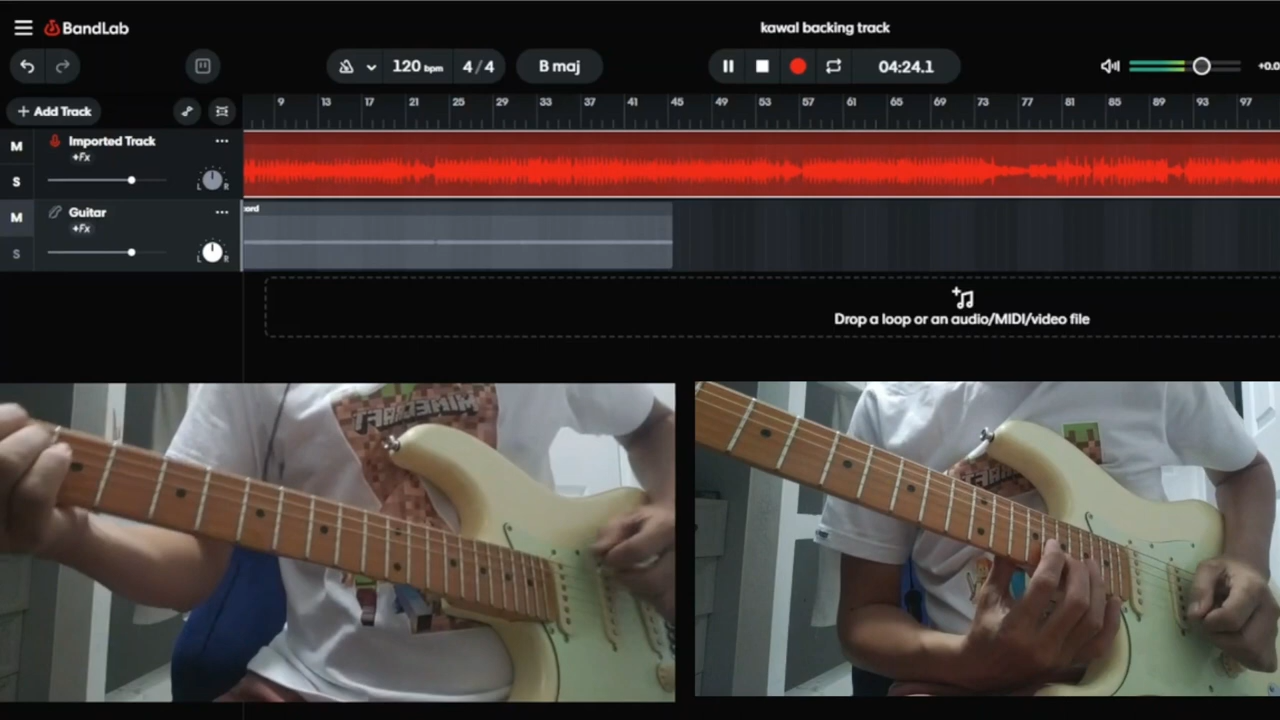 BandLab
kawal backing track
120 bpm
4/4
B maj
04:24.1
+0.0
+ Add Track
9 13 17 21 25 29 33 37 41 45 49 53 57 61 65 69 73 77 81 85 89 93 97
M
Imported Track
+Fx
S
L R
M
Guitar
+Fx
S
L R
ord
Drop a loop or an audio/MIDI/video file
MINECRAFT